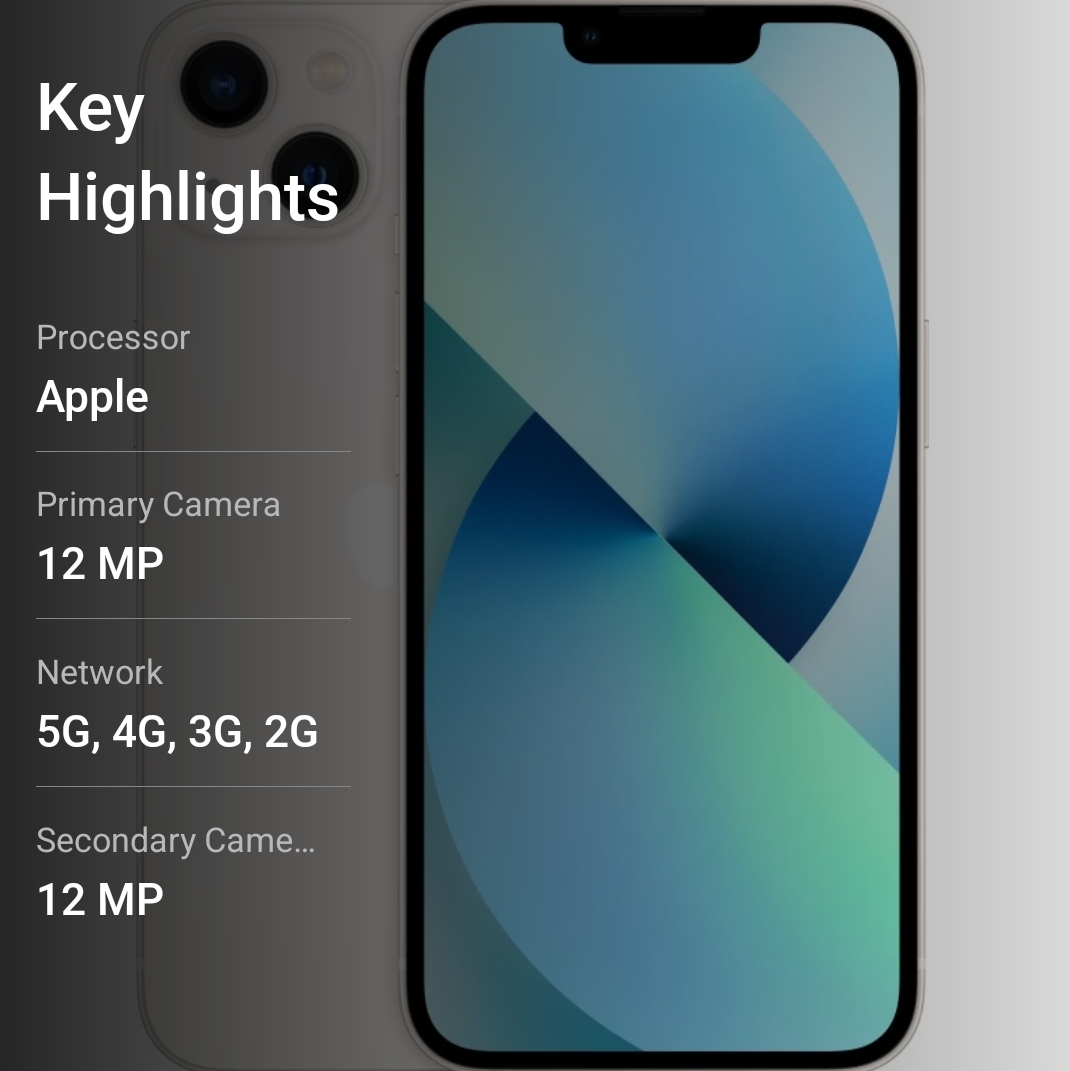 Key
Highlights
Processor
Apple
Primary Camera
12 MP
Network
5G, 4G, 3G, 2G
Secondary Came...
12 MP